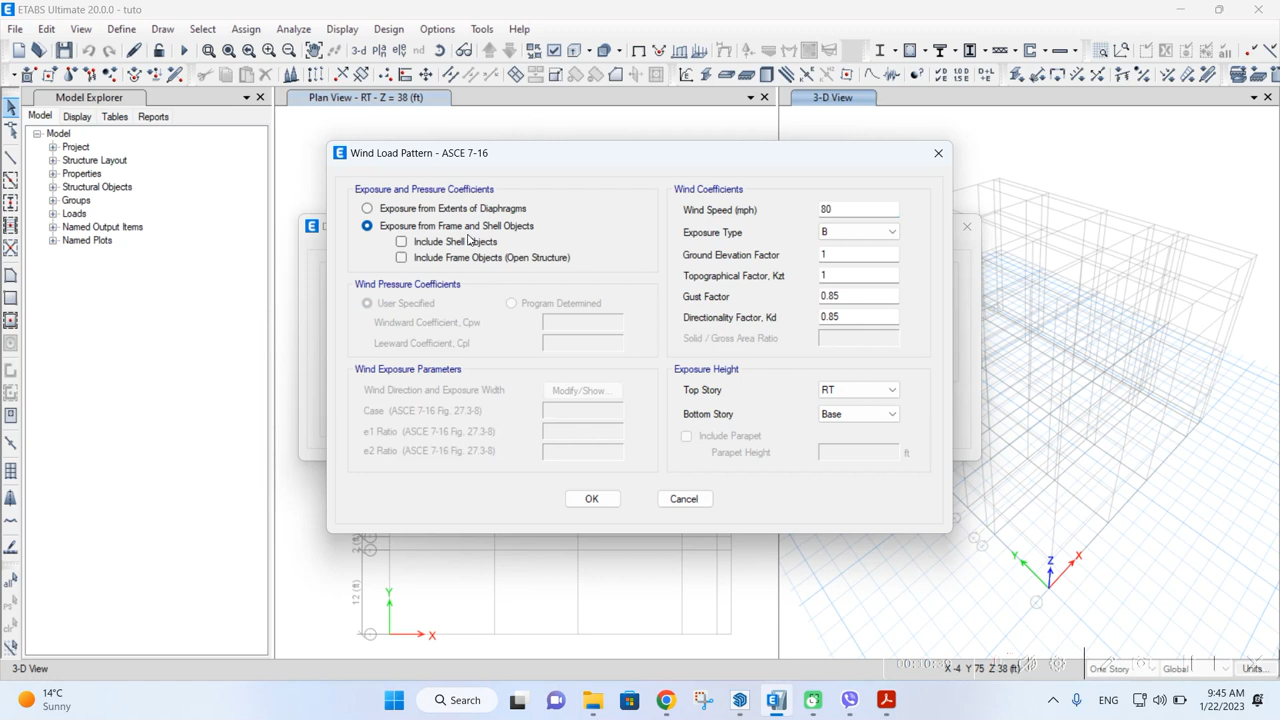 ETABS Ultimate 20.0.0 - tuto
File Edit View Define Draw Select Assign Analyze Display Design Options Tools Help
Model Explorer
Plan View - RT - Z = 38 (ft)
3-D View
Model Display Tables Reports
Model
Project
Structure Layout
Properties
Structural Objects
Groups
Loads
Named Output Items
Named Plots
Wind Load Pattern - ASCE 7-16
Exposure and Pressure Coefficients
Exposure from Extents of Diaphragms
Exposure from Frame and Shell Objects
Include Shell Objects
Include Frame Objects (Open Structure)
Wind Pressure Coefficients
User Specified
Program Determined
Windward Coefficient, Cpw
Leeward Coefficient, Cpl
Wind Exposure Parameters
Wind Direction and Exposure Width
Modify/Show...
Case (ASCE 7-16 Fig. 27.3-8)
e1 Ratio (ASCE 7-16 Fig. 27.3-8)
e2 Ratio (ASCE 7-16 Fig. 27.3-8)
Wind Coefficients
Wind Speed (mph) 80
Exposure Type B
Ground Elevation Factor 1
Topographical Factor, Kzt 1
Gust Factor 0.85
Directionality Factor, Kd 0.85
Solid / Gross Area Ratio
Exposure Height
Top Story RT
Bottom Story Base
Include Parapet
Parapet Height ft
OK Cancel
12 (ft)
Y
X
Y Z X
3-D View
X -4 Y 75 Z 38 (ft)
One Story
Global
Units...
14°C
Sunny
Search
ENG
9:45 AM
1/22/2023